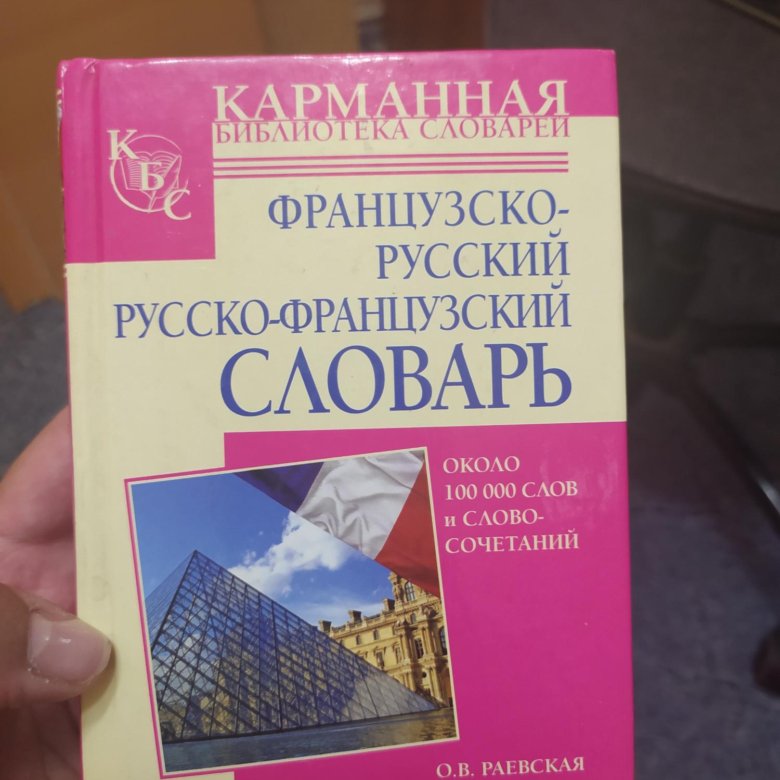 КАРМАННАЯ
БИБЛИОТЕКА СЛОВАРЕЙ
КБС
ФРАНЦУЗСКО-
РУССКИЙ
РУССКО-ФРАНЦУЗСКИЙ
СЛОВАРЬ
ОКОЛО
100 000 СЛОВ
и СЛОВО-
СОЧЕТАНИЙ
О.В. РАЕВСКАЯ